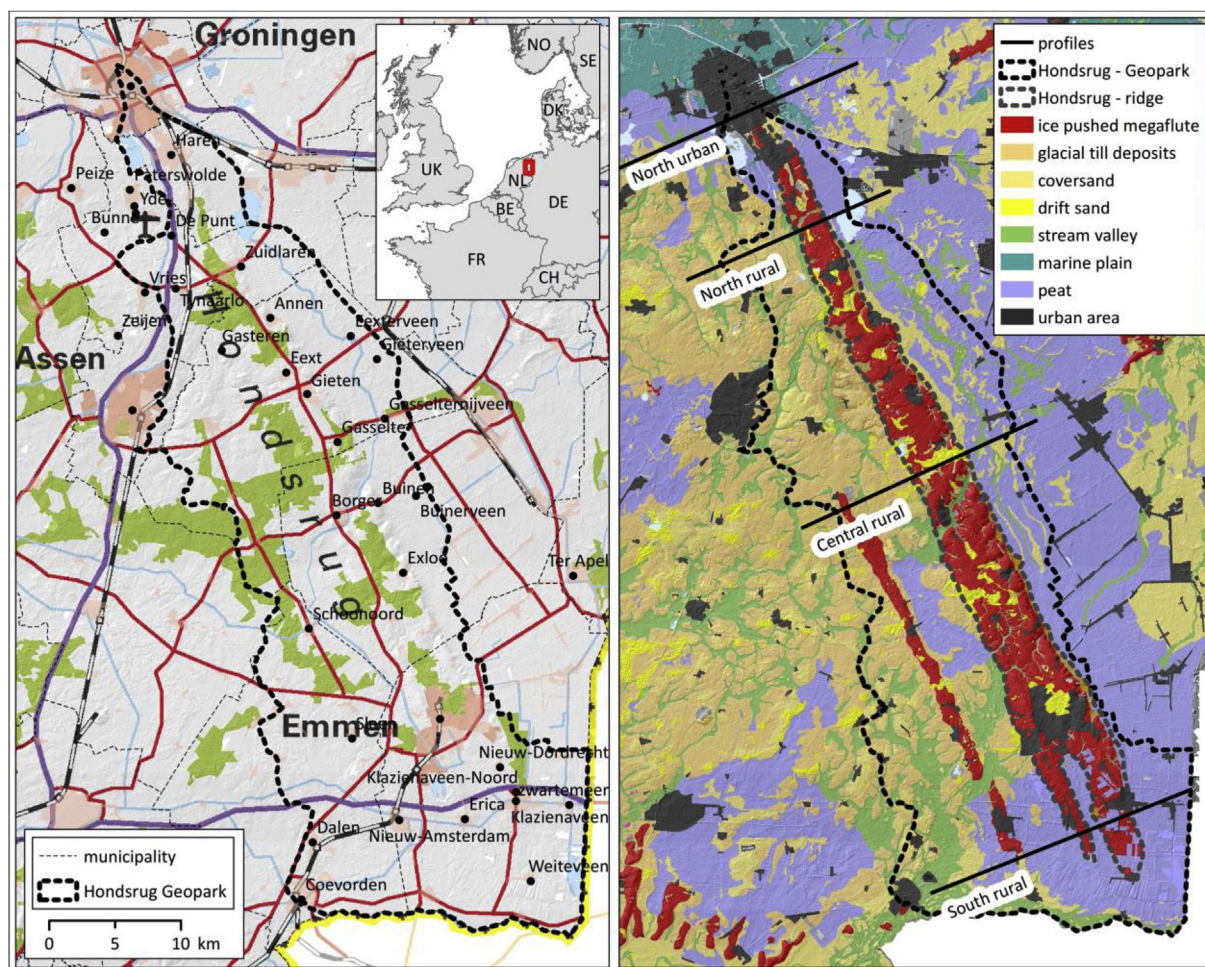 Groningen
NO
SE
DK
UK
NL
DE
BE
FR
CH
Haren
Peize
Paterswolde
Yde
Bunne
De Punt
Zuidlaren
Vries
Tynaarlo
Annen
Zeijen
Eexterveen
Gasteren
Gieterveen
Assen
Eext
Gieten
Gasselternijveen
Gasselte
Hondsrug
Borger
Buinen
Buinerveen
Exloo
Ter Apel
Schoonoord
Emmen
Sleen
Nieuw-Dordrecht
Klazienaveen-Noord
Zwartemeer
Erica
Klazienaveen
Dalen
Nieuw-Amsterdam
Weiteveen
Coevorden
municipality
Hondsrug Geopark
0 5 10 km
profiles
Hondsrug - Geopark
Hondsrug - ridge
ice pushed megaflute
glacial till deposits
coversand
drift sand
stream valley
marine plain
peat
urban area
North urban
North rural
Central rural
South rural